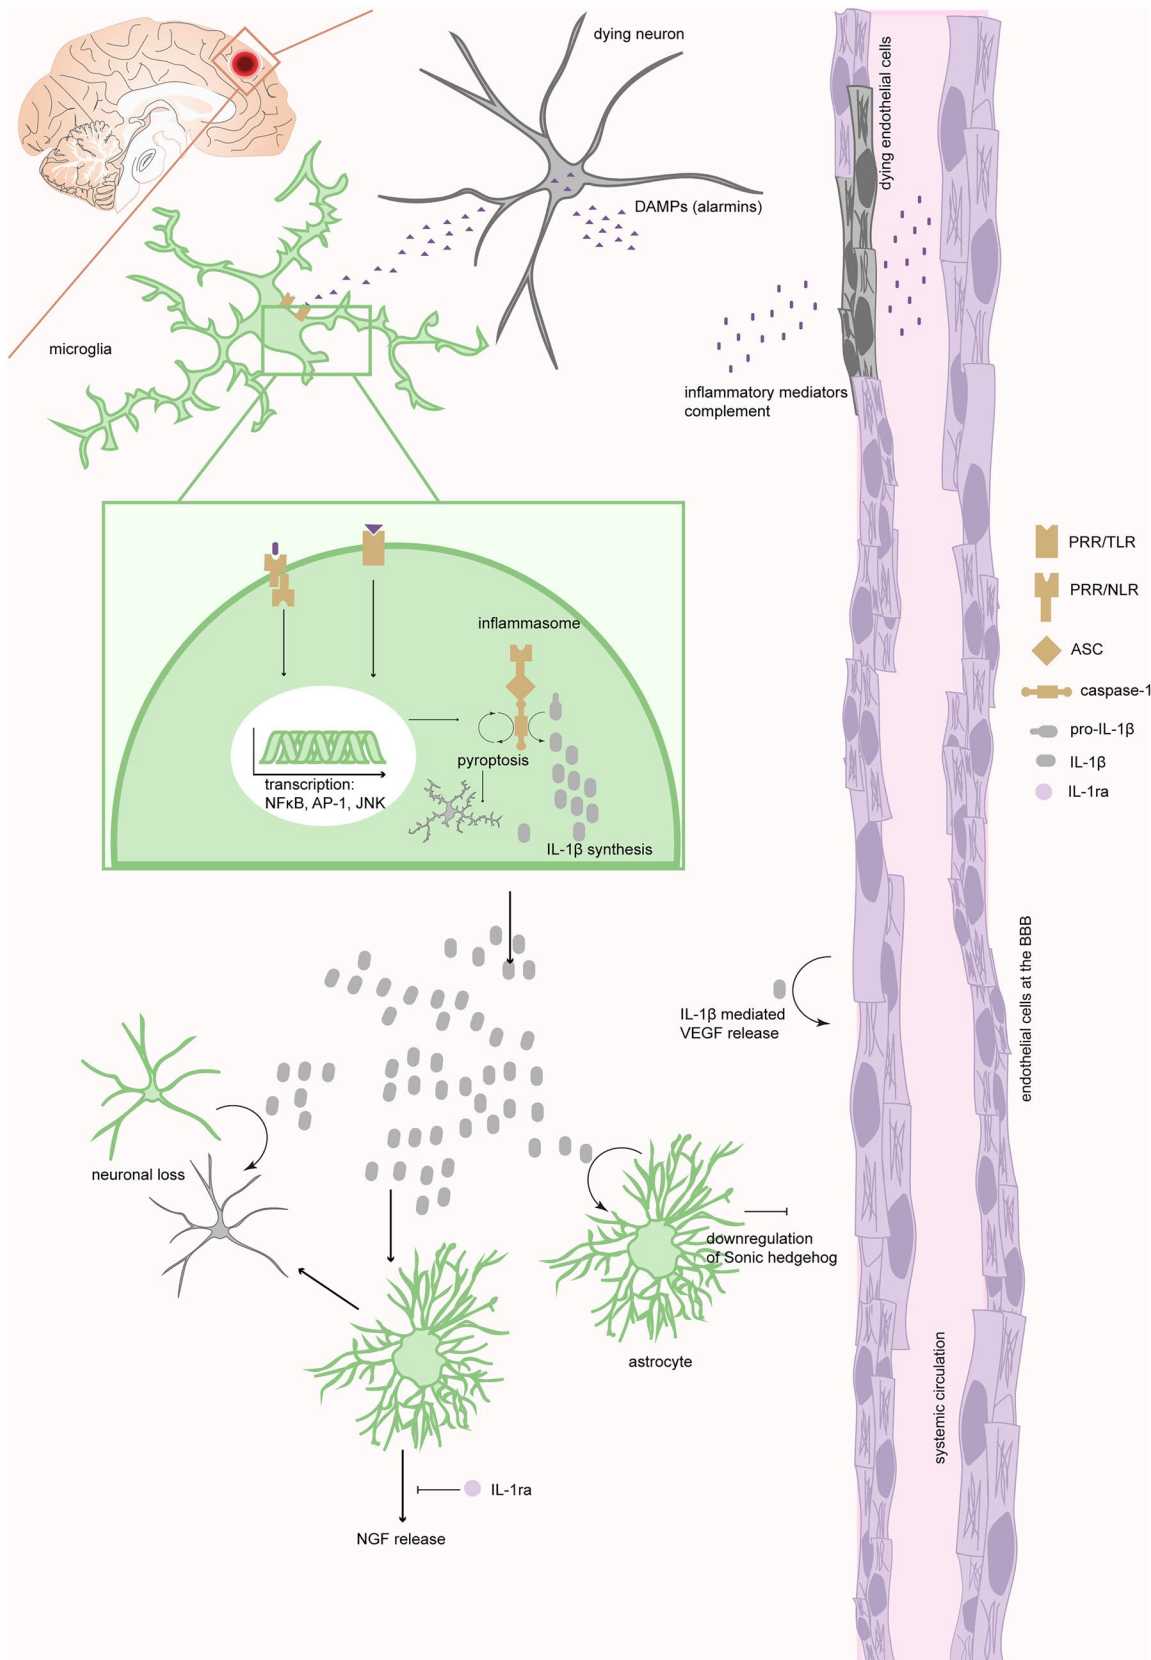 dying neuron
dying endothelial cells
DAMPs (alarmins)
microglia
inflammatory mediators
complement
PRR/TLR
PRR/NLR
ASC
caspase-1
pro-IL-1β
IL-1β
IL-1ra
inflammasome
pyroptosis
transcription:
NFκB, AP-1, JNK
IL-1β synthesis
endothelial cells at the BBB
IL-1β mediated
VEGF release
neuronal loss
downregulation
of Sonic hedgehog
astrocyte
systemic circulation
IL-1ra
NGF release